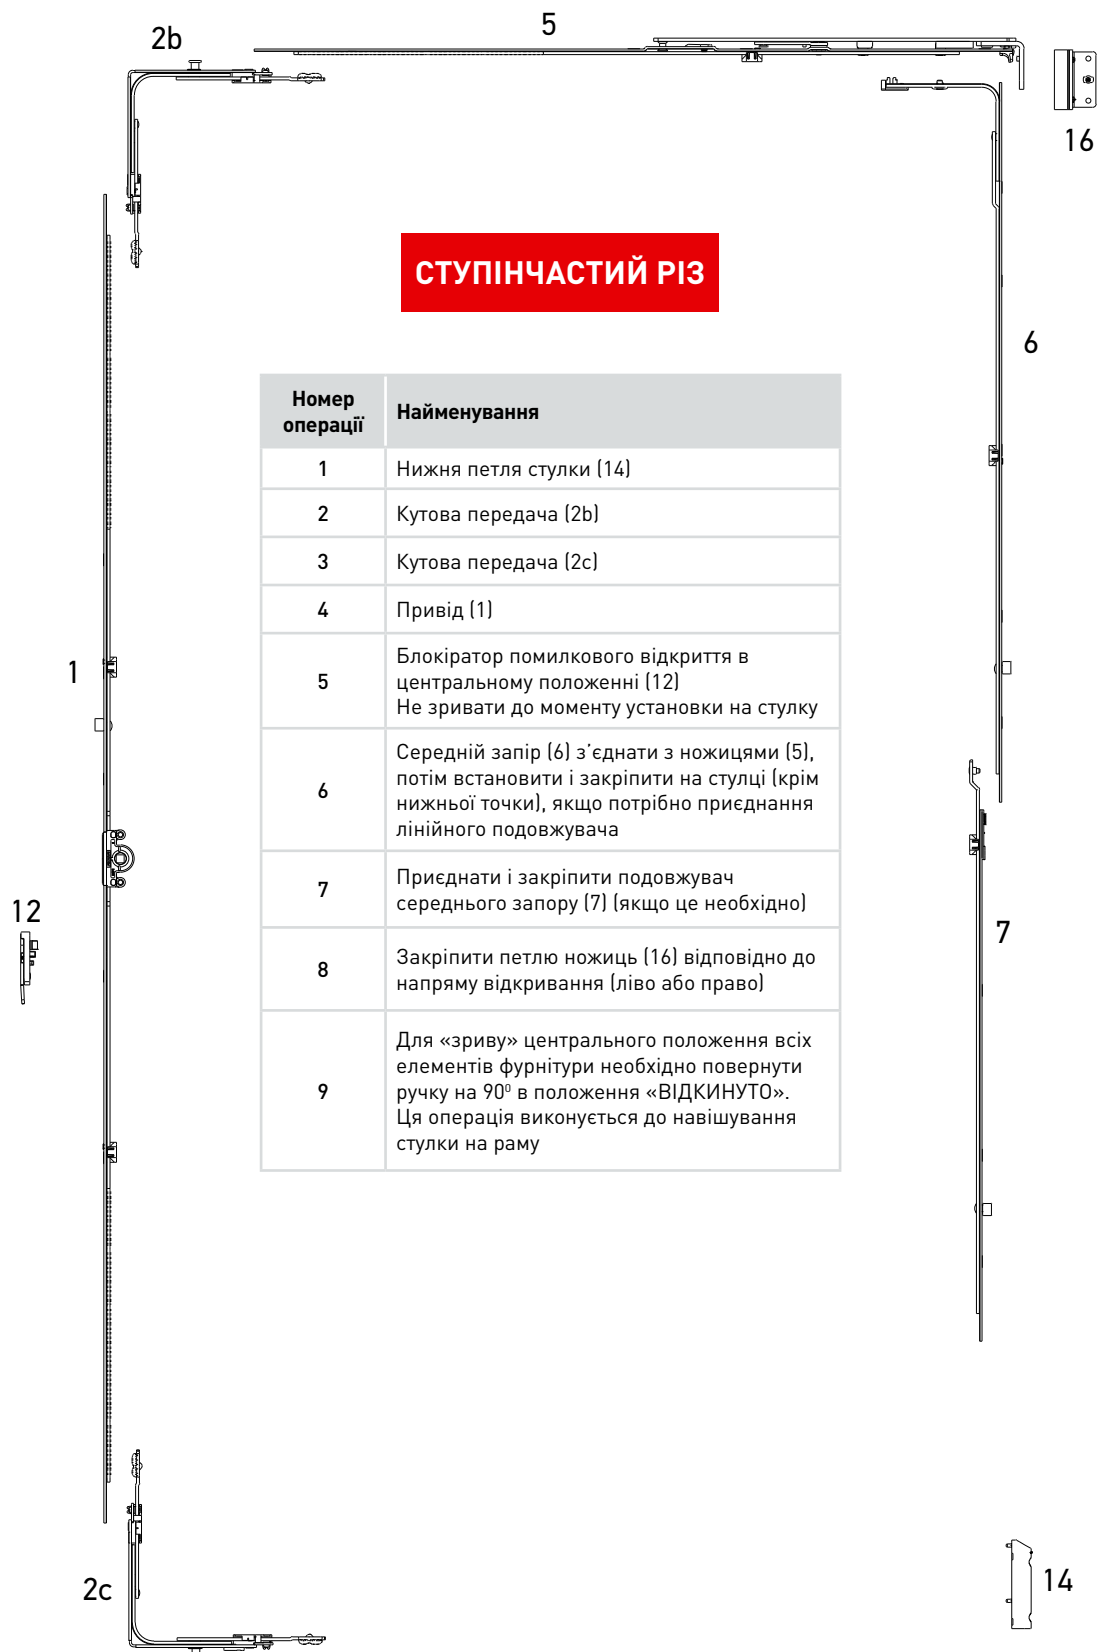 5
2b
16
СТУПІНЧАСТИЙ РІЗ
6
Номер
операції
Найменування
1
Нижня петля стулки (14)
2
Кутова передача (2b)
3
Кутова передача (2c)
4
Привід (1)
5
Блокіратор помилкового відкриття в
центральному положенні (12)
Не зривати до моменту установки на стулку
6
Середній запір (6) з’єднати з ножицями (5),
потім встановити і закріпити на стулці (крім
нижньої точки), якщо потрібно приєднання
лінійного подовжувача
7
Приєднати і закріпити подовжувач
середнього запору (7) (якщо це необхідно)
8
Закріпити петлю ножиць (16) відповідно до
напряму відкривання (ліво або право)
9
Для «зриву» центрального положення всіх
елементів фурнітури необхідно повернути
ручку на 90⁰ в положення «ВІДКИНУТО».
Ця операція виконується до навішування
стулки на раму
1
12
7
2c
14